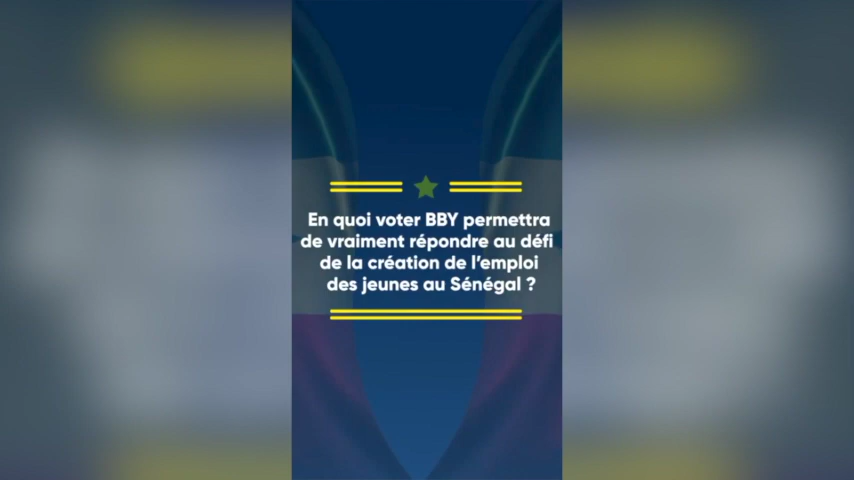 En quoi voter BBY permettra
de vraiment répondre au défi
de la création de l'emploi
des jeunes au Sénégal ?